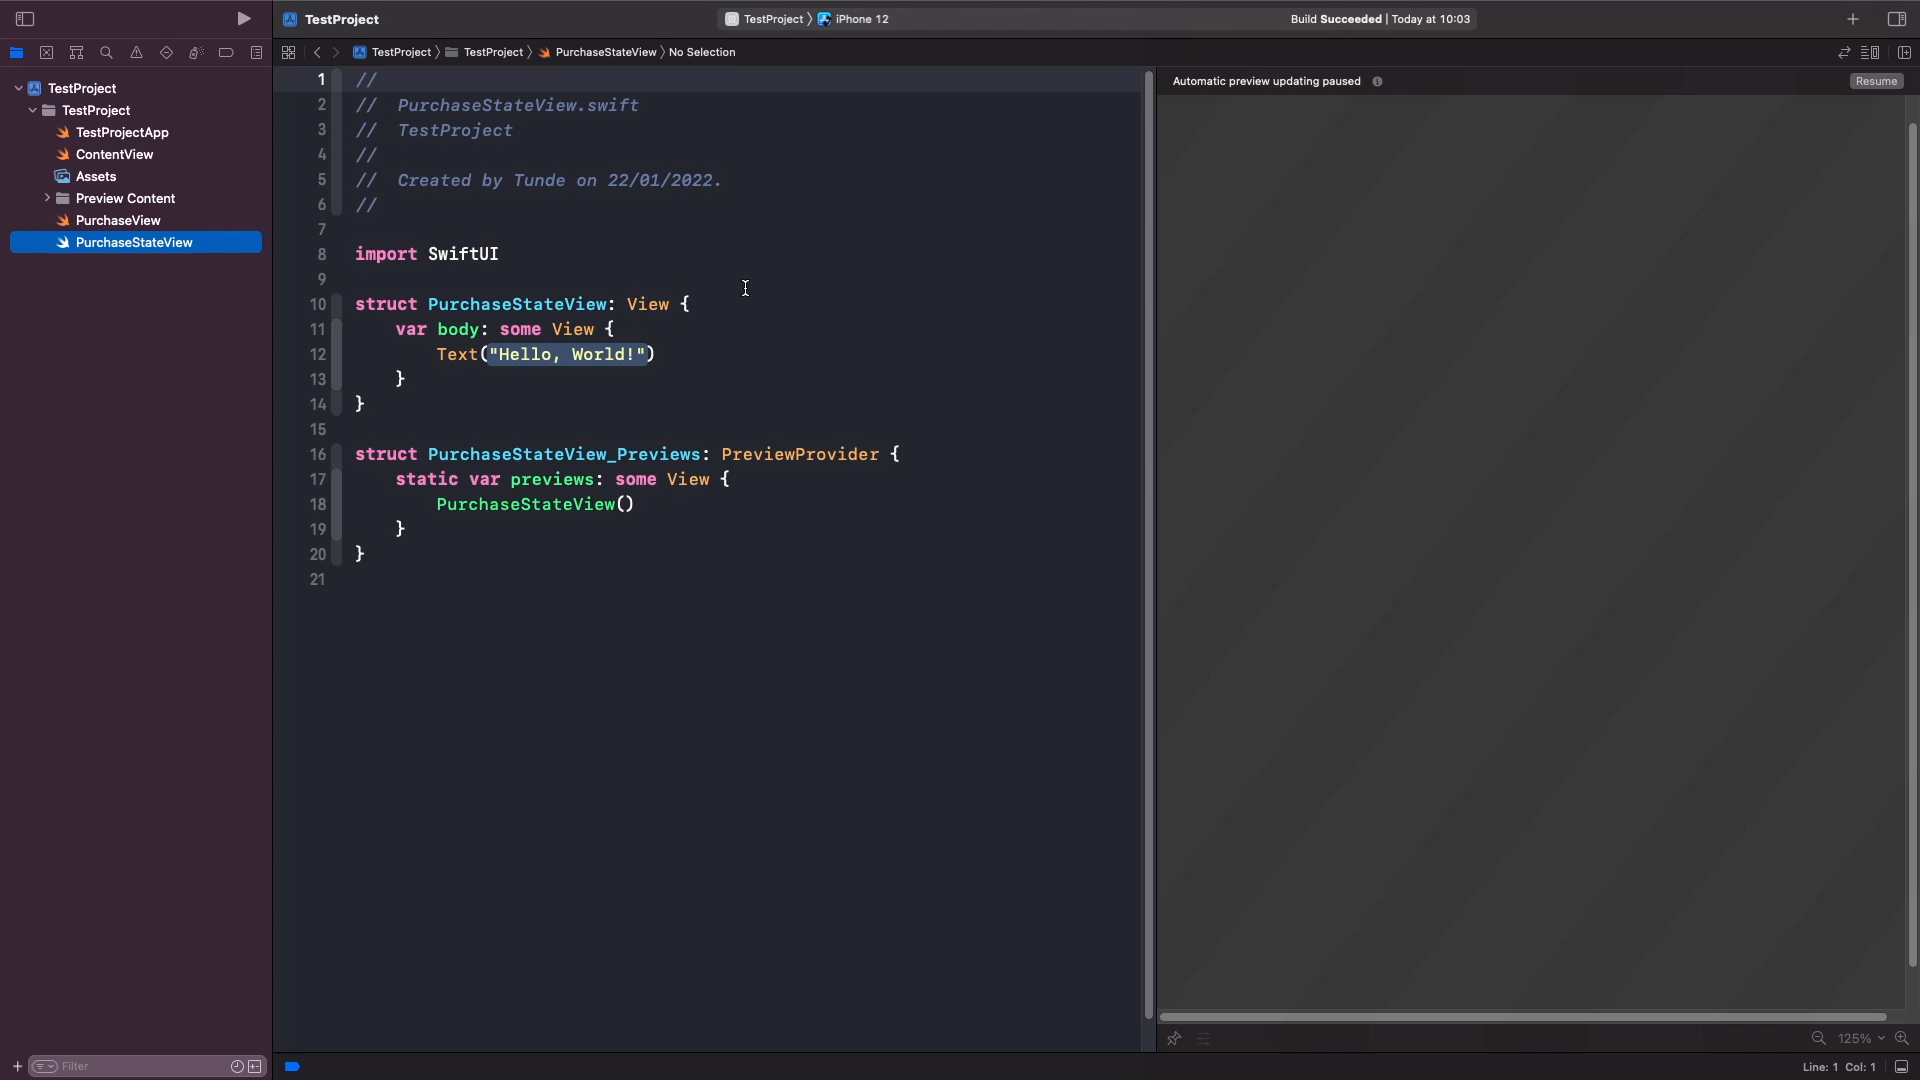 TestProject
TestProject 〉 iPhone 12
Build Succeeded | Today at 10:03
TestProject 〉 TestProject 〉 PurchaseStateView 〉 No Selection
TestProject
TestProject
TestProjectApp
ContentView
Assets
Preview Content
PurchaseView
PurchaseStateView
Filter
1 //
2 //  PurchaseStateView.swift
3 //  TestProject
4 //
5 //  Created by Tunde on 22/01/2022.
6 //
7
8 import SwiftUI
9
10 struct PurchaseStateView: View {
11     var body: some View {
12         Text("Hello, World!")
13     }
14 }
15
16 struct PurchaseStateView_Previews: PreviewProvider {
17     static var previews: some View {
18         PurchaseStateView()
19     }
20 }
21
Automatic preview updating paused
Resume
125%
Line: 1 Col: 1